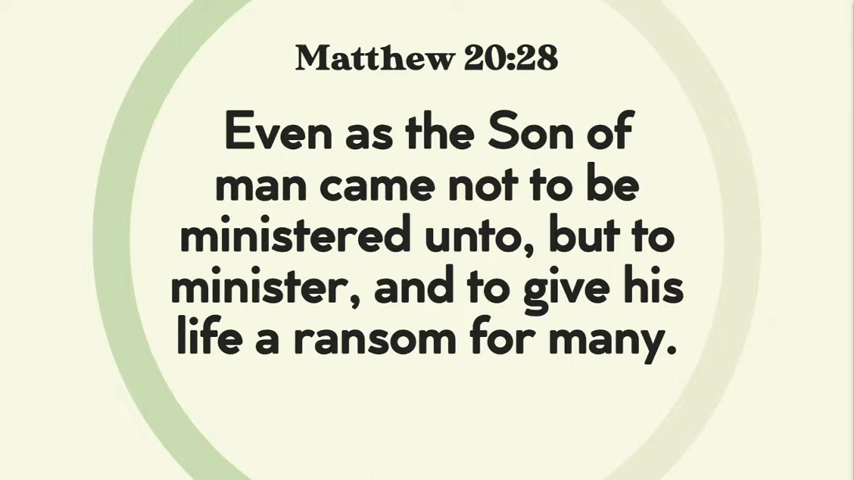 Matthew 20:28
Even as the Son of
man came not to be
ministered unto, but to
minister, and to give his
life a ransom for many.